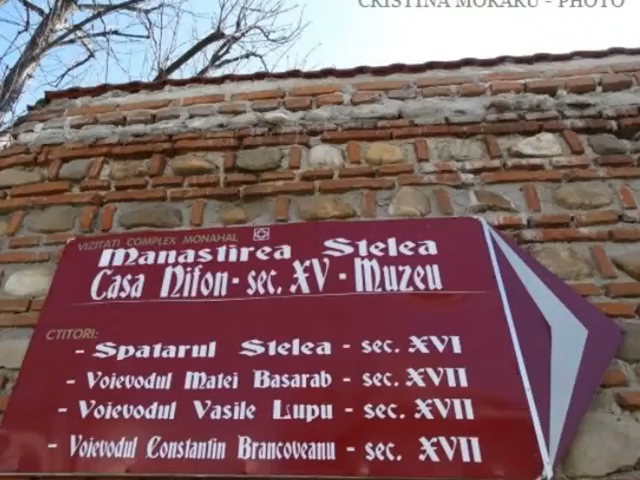 CRISTINA MORARU - PHOTO
VIZITATI COMPLEX MONAHAL
Manastirea Stelea
Casa Nifon - sec. XV - Muzeu
CTITORI:
- Spatarul Stelea - sec. XVI
- Voievodul Matei Basarab - sec. XVII
- Voievodul Vasile Lupu - sec. XVII
- Voievodul Constantin Brancoveanu - sec. XVII